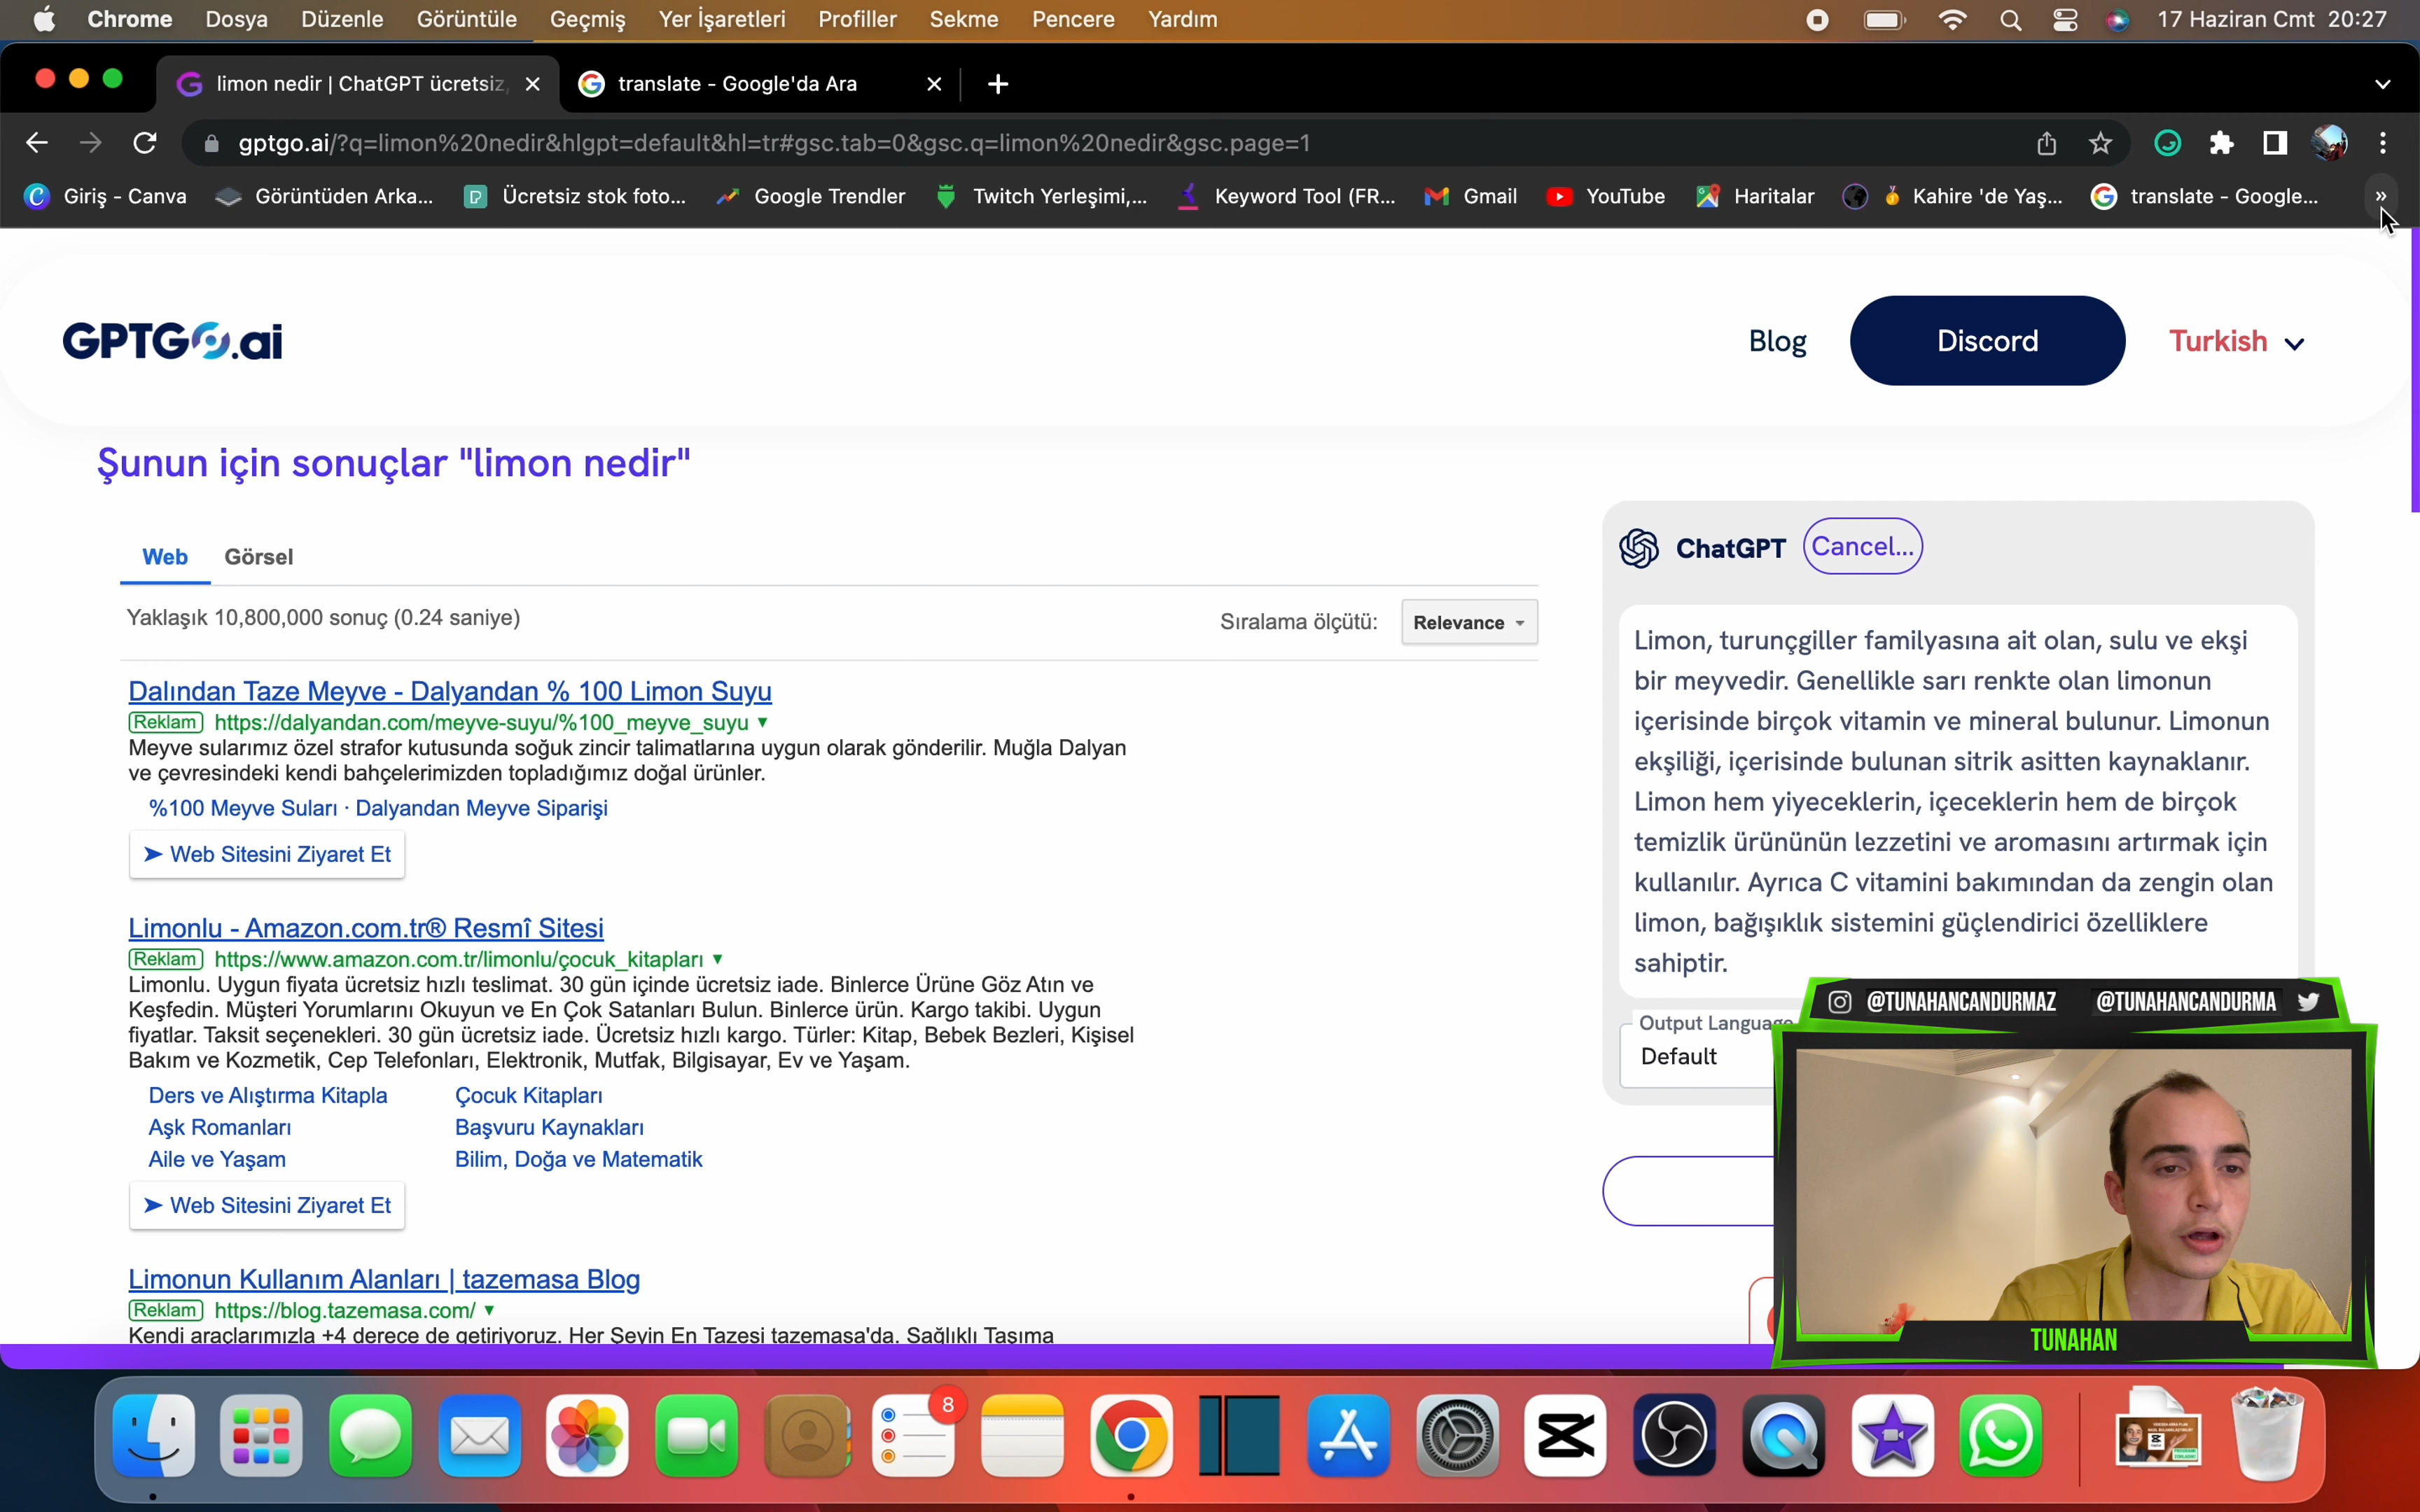 Chrome Dosya Düzenle Görüntüle Geçmiş Yer İşaretleri Profiller Sekme Pencere Yardım 17 Haziran Cmt 20:27
limon nedir | ChatGPT ücretsiz, translate - Google'da Ara
gptgo.ai/?q=limon%20nedir&hlgpt=default&hl=tr#gsc.tab=0&gsc.q=limon%20nedir&gsc.page=1
Giriş - Canva Görüntüden Arka... Ücretsiz stok foto... Google Trendler Twitch Yerleşimi,... Keyword Tool (FR... Gmail YouTube Haritalar Kahire 'de Yaş... translate - Google... »
GPTGO.ai Blog Discord Turkish
Şunun için sonuçlar "limon nedir"
Web Görsel
Yaklaşık 10,800,000 sonuç (0.24 saniye) Sıralama ölçütü: Relevance
Dalından Taze Meyve - Dalyandan % 100 Limon Suyu
Reklam https://dalyandan.com/meyve-suyu/%100_meyve_suyu
Meyve sularımız özel strafor kutusunda soğuk zincir talimatlarına uygun olarak gönderilir. Muğla Dalyan
ve çevresindeki kendi bahçelerimizden topladığımız doğal ürünler.
%100 Meyve Suları · Dalyandan Meyve Siparişi
Web Sitesini Ziyaret Et
Limonlu - Amazon.com.tr® Resmî Sitesi
Reklam https://www.amazon.com.tr/limonlu/çocuk_kitapları
Limonlu. Uygun fiyata ücretsiz hızlı teslimat. 30 gün içinde ücretsiz iade. Binlerce Ürüne Göz Atın ve
Keşfedin. Müşteri Yorumlarını Okuyun ve En Çok Satanları Bulun. Binlerce ürün. Kargo takibi. Uygun
fiyatlar. Taksit seçenekleri. 30 gün ücretsiz iade. Ücretsiz hızlı kargo. Türler: Kitap, Bebek Bezleri, Kişisel
Bakım ve Kozmetik, Cep Telefonları, Elektronik, Mutfak, Bilgisayar, Ev ve Yaşam.
Ders ve Alıştırma Kitapla Çocuk Kitapları
Aşk Romanları Başvuru Kaynakları
Aile ve Yaşam Bilim, Doğa ve Matematik
Web Sitesini Ziyaret Et
Limonun Kullanım Alanları | tazemasa Blog
Reklam https://blog.tazemasa.com/
Kendi araçlarımızla +4 derece de getiriyoruz. Her Şeyin En Tazesi tazemasa'da. Sağlıklı Taşıma
ChatGPT Cancel...
Limon, turunçgiller familyasına ait olan, sulu ve ekşi
bir meyvedir. Genellikle sarı renkte olan limonun
içerisinde birçok vitamin ve mineral bulunur. Limonun
ekşiliği, içerisinde bulunan sitrik asitten kaynaklanır.
Limon hem yiyeceklerin, içeceklerin hem de birçok
temizlik ürününün lezzetini ve aromasını artırmak için
kullanılır. Ayrıca C vitamini bakımından da zengin olan
limon, bağışıklık sistemini güçlendirici özelliklere
sahiptir.
Output Language
Default
@TUNAHANCANDURMAZ @TUNAHANCANDURMA
TUNAHAN
8